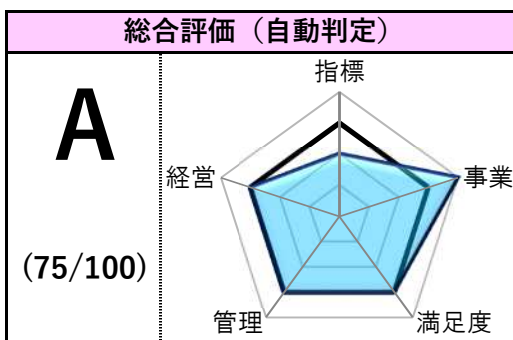 総合評価（自動判定）
A
(75/100)
指標
事業
満足度
管理
経営